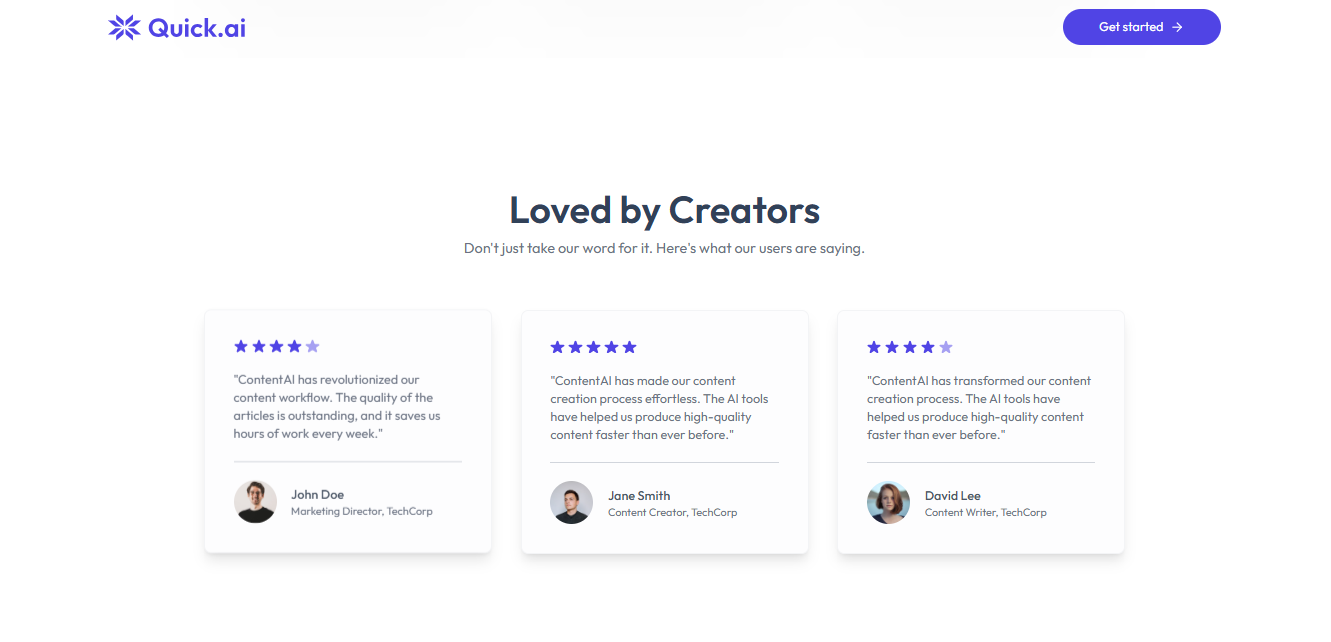 Quick.ai
Get started →
Loved by Creators
Don't just take our word for it. Here's what our users are saying.
"ContentAI has revolutionized our
content workflow. The quality of the
articles is outstanding, and it saves us
hours of work every week."
John Doe
Marketing Director, TechCorp
"ContentAI has made our content
creation process effortless. The AI tools
have helped us produce high-quality
content faster than ever before."
Jane Smith
Content Creator, TechCorp
"ContentAI has transformed our content
creation process. The AI tools have
helped us produce high-quality content
faster than ever before."
David Lee
Content Writer, TechCorp